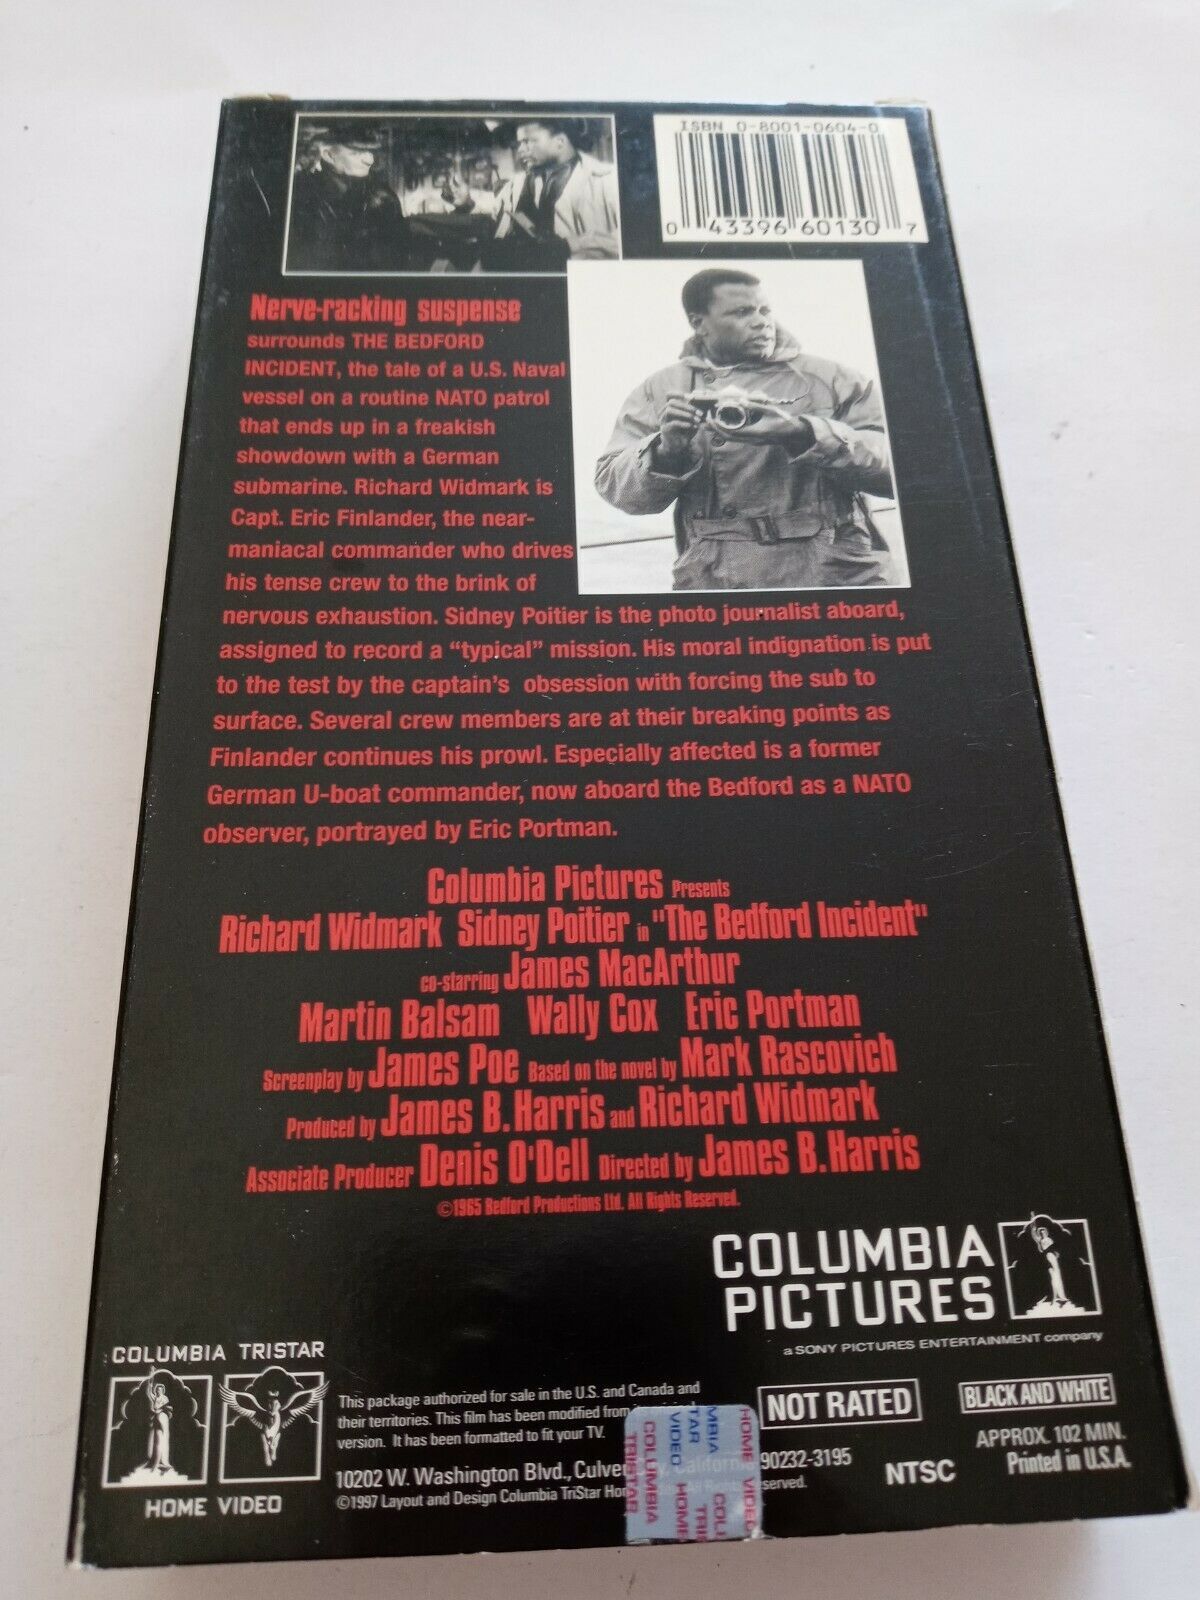 ISBN 0-8001-0604-0
0 43396 60130 7
Nerve-racking suspense
surrounds THE BEDFORD
INCIDENT, the tale of a U.S. Naval
vessel on a routine NATO patrol
that ends up in a freakish
showdown with a German
submarine. Richard Widmark is
Capt. Eric Finlander, the near-
maniacal commander who drives
his tense crew to the brink of
nervous exhaustion. Sidney Poitier is the photo journalist aboard,
assigned to record a “typical” mission. His moral indignation is put
to the test by the captain’s obsession with forcing the sub to
surface. Several crew members are at their breaking points as
Finlander continues his prowl. Especially affected is a former
German U-boat commander, now aboard the Bedford as a NATO
observer, portrayed by Eric Portman.
Columbia Pictures Presents
Richard Widmark Sidney Poitier in "The Bedford Incident"
co-starring James MacArthur
Martin Balsam Wally Cox Eric Portman
Screenplay by James Poe Based on the novel by Mark Rascovich
Produced by James B. Harris and Richard Widmark
Associate Producer Denis O'Dell Directed by James B. Harris
©1965 Bedford Productions Ltd. All Rights Reserved.
COLUMBIA
PICTURES
a SONY PICTURES ENTERTAINMENT company
COLUMBIA TRISTAR
HOME VIDEO
This package authorized for sale in the U.S. and Canada and
their territories. This film has been modified from
version. It has been formatted to fit your TV.
10202 W. Washington Blvd., Culver City, California 90232-3195
©1997 Layout and Design Columbia TriStar Home All Rights Reserved.
NOT RATED
BLACK AND WHITE
APPROX. 102 MIN.
NTSC
Printed in U.S.A.
HOME VIDEO
COLUMBIA
TRISTAR